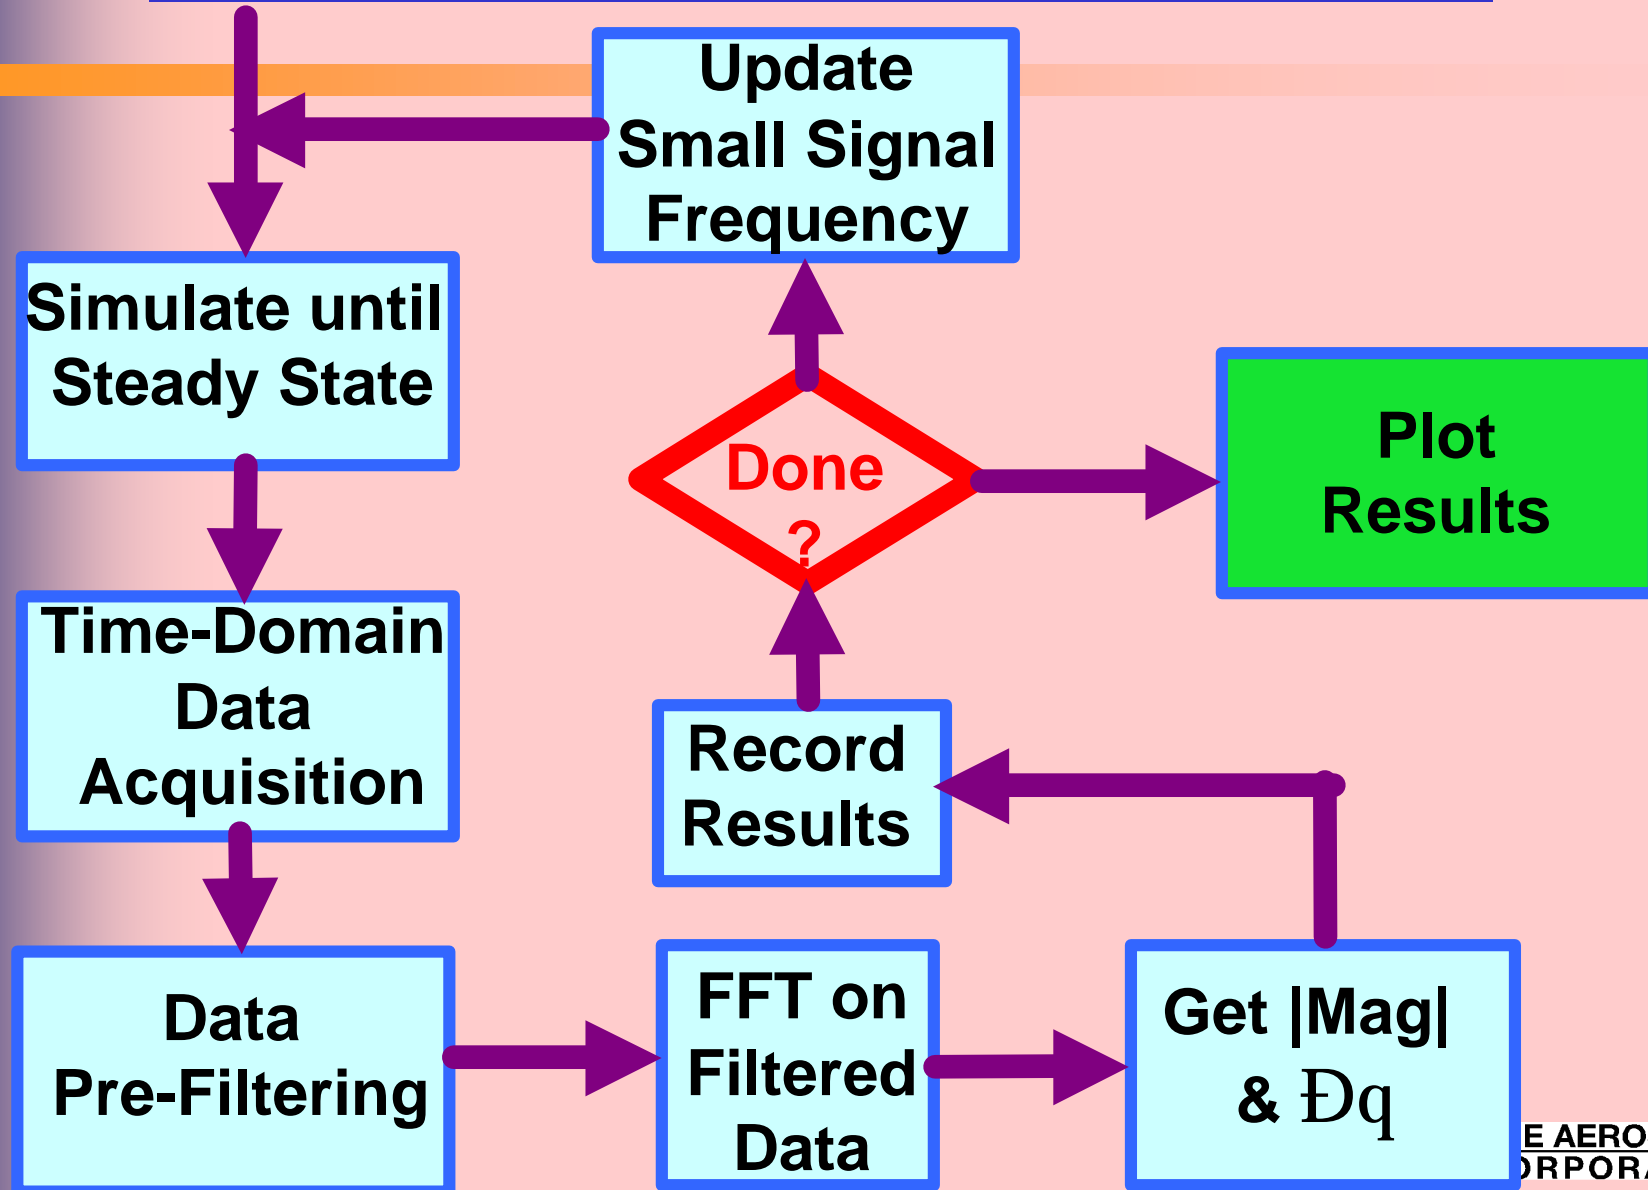 Update
Small Signal
Frequency
Simulate until
Steady State
Done
?
Plot
Results
Time-Domain
Data
Acquisition
Record
Results
Data
Pre-Filtering
FFT on
Filtered
Data
Get |Mag|
& Ðq
E AERO